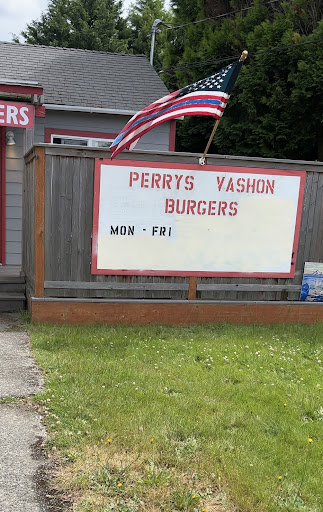 ERS
PERRYS VASHON
BURGERS
MON - FRI